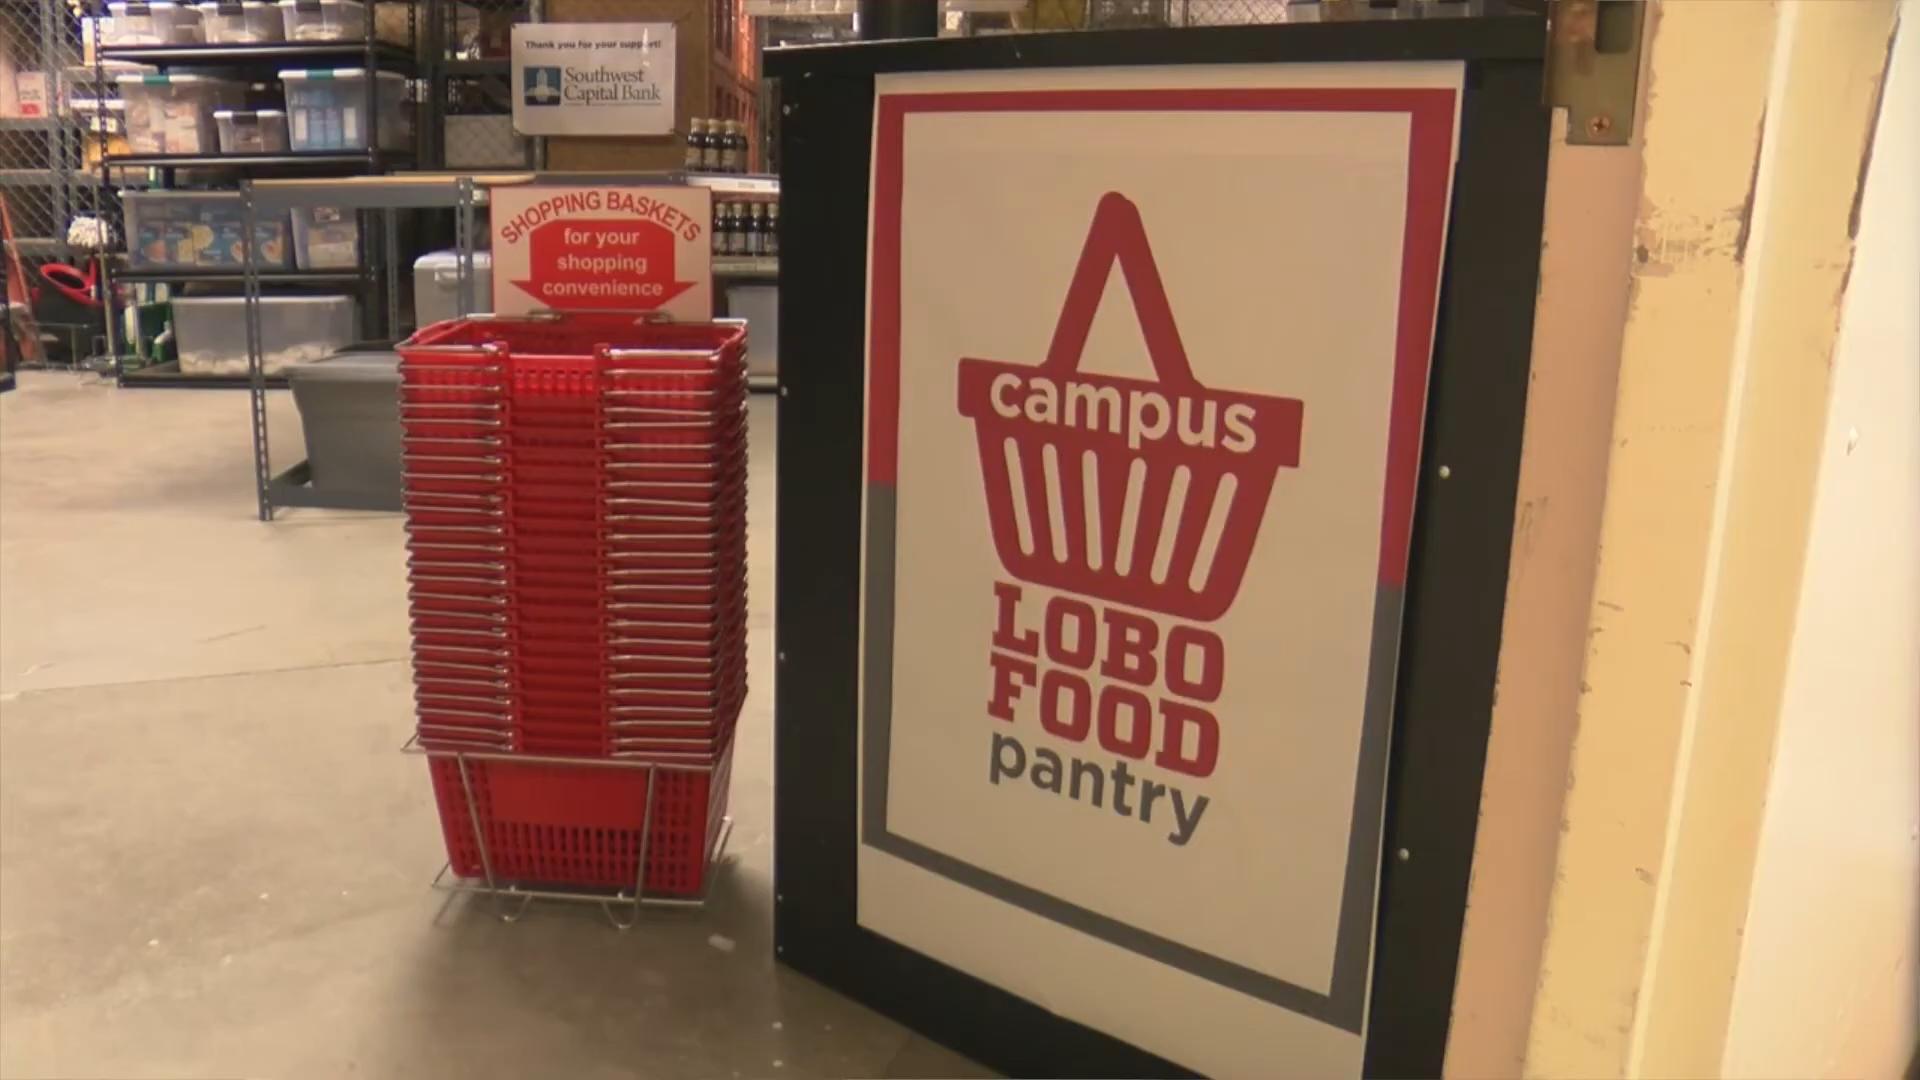 Thank you for your support!
Southwest
Capital Bank
SHOPPING BASKETS
for your
shopping
convenience
campus
LOBO
FOOD
pantry